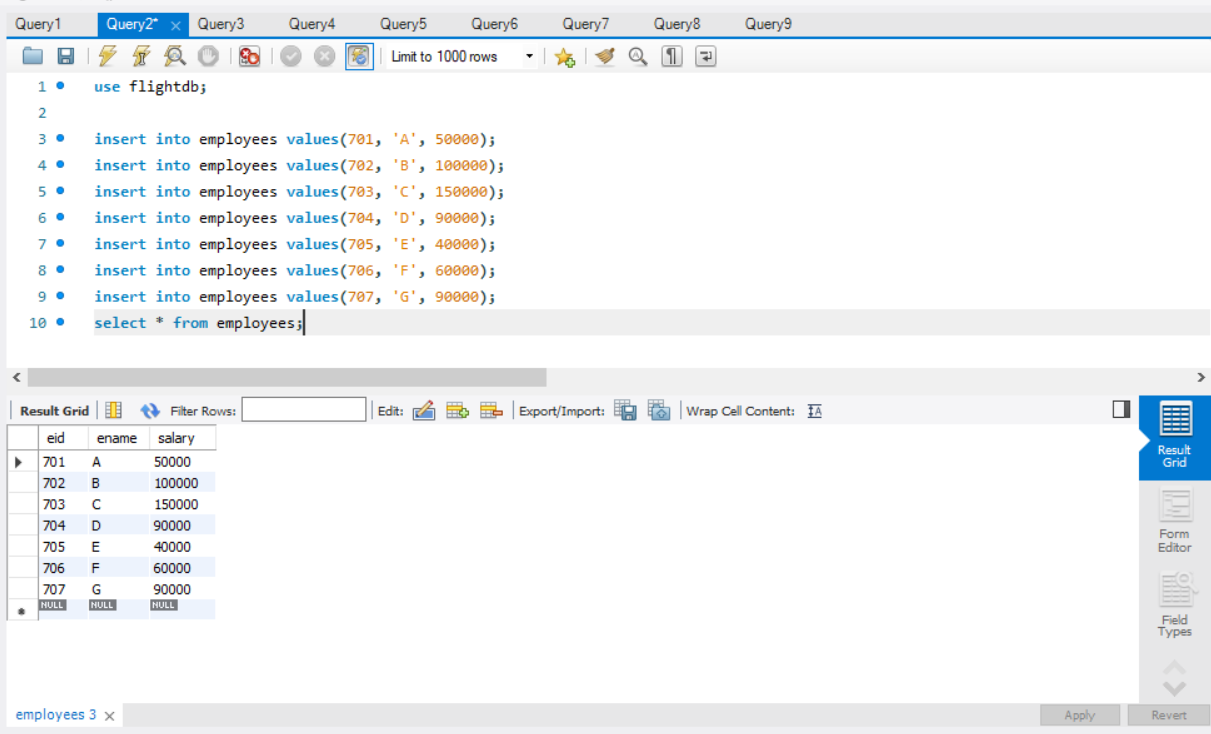 Query1 Query2* × Query3 Query4 Query5 Query6 Query7 Query8 Query9
Limit to 1000 rows
1 use flightdb;
2
3 insert into employees values(701, 'A', 50000);
4 insert into employees values(702, 'B', 100000);
5 insert into employees values(703, 'C', 150000);
6 insert into employees values(704, 'D', 90000);
7 insert into employees values(705, 'E', 40000);
8 insert into employees values(706, 'F', 60000);
9 insert into employees values(707, 'G', 90000);
10 select * from employees;
Result Grid Filter Rows: Edit: Export/Import: Wrap Cell Content: IA
eid ename salary
701 A 50000
702 B 100000
703 C 150000
704 D 90000
705 E 40000
706 F 60000
707 G 90000
NULL NULL NULL
Result
Grid
Form
Editor
Field
Types
employees 3 × Apply Revert